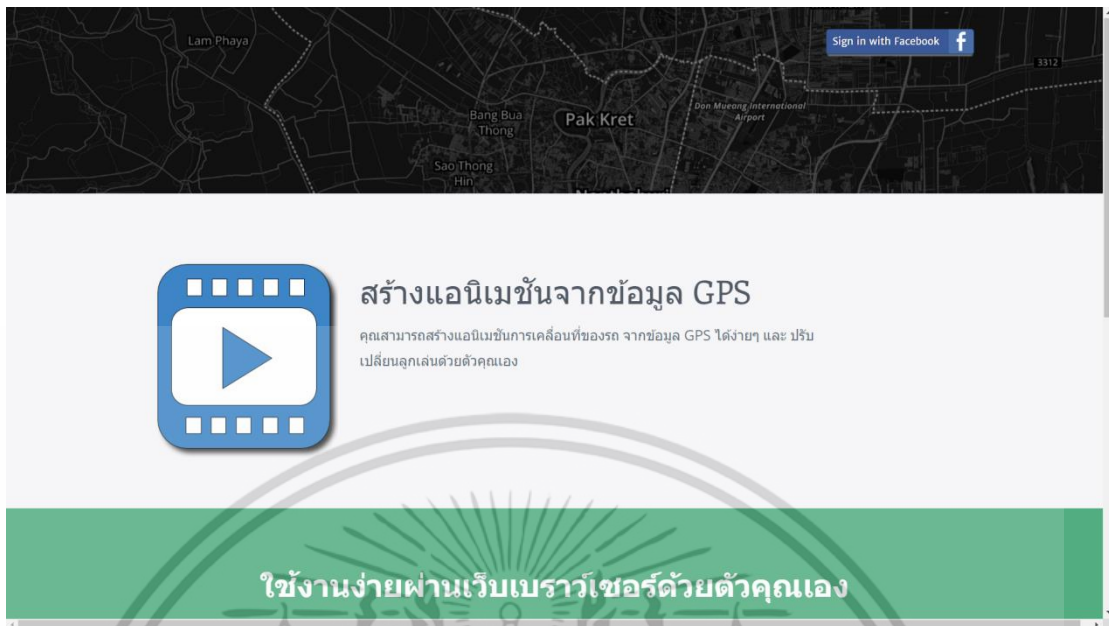 Lam Phaya
Sign in with Facebook f
3312
Don Mueang International
Airport
Bang Bua
Thong
Pak Kret
Sao Thong
Hin
สร้างแอนิเมชันจากข้อมูล GPS
คุณสามารถสร้างแอนิเมชันการเคลื่อนที่ของรถ จากข้อมูล GPS ได้ง่ายๆ และ ปรับ
เปลี่ยนลูกเล่นด้วยตัวคุณเอง
ใช้งานง่ายผ่านเว็บเบราว์เซอร์ด้วยตัวคุณเอง